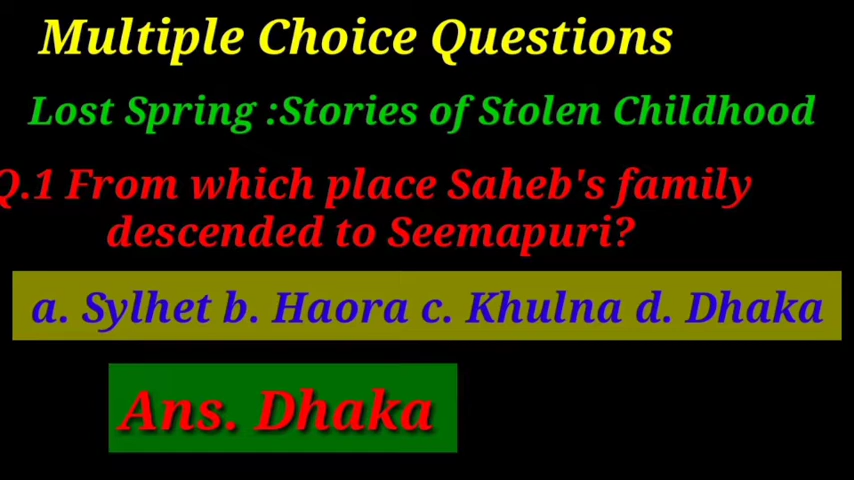 Multiple Choice Questions
Lost Spring :Stories of Stolen Childhood
Q.1 From which place Saheb's family
descended to Seemapuri?
a. Sylhet b. Haora c. Khulna d. Dhaka
Ans. Dhaka